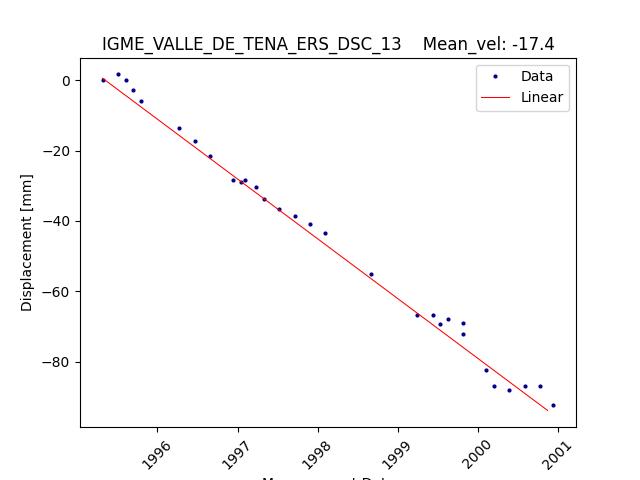 IGME_VALLE_DE_TENA_ERS_DSC_13 Mean_vel: -17.4
Data
Linear
Displacement [mm]
0
−20
−40
−60
−80
1996
1997
1998
1999
2000
2001